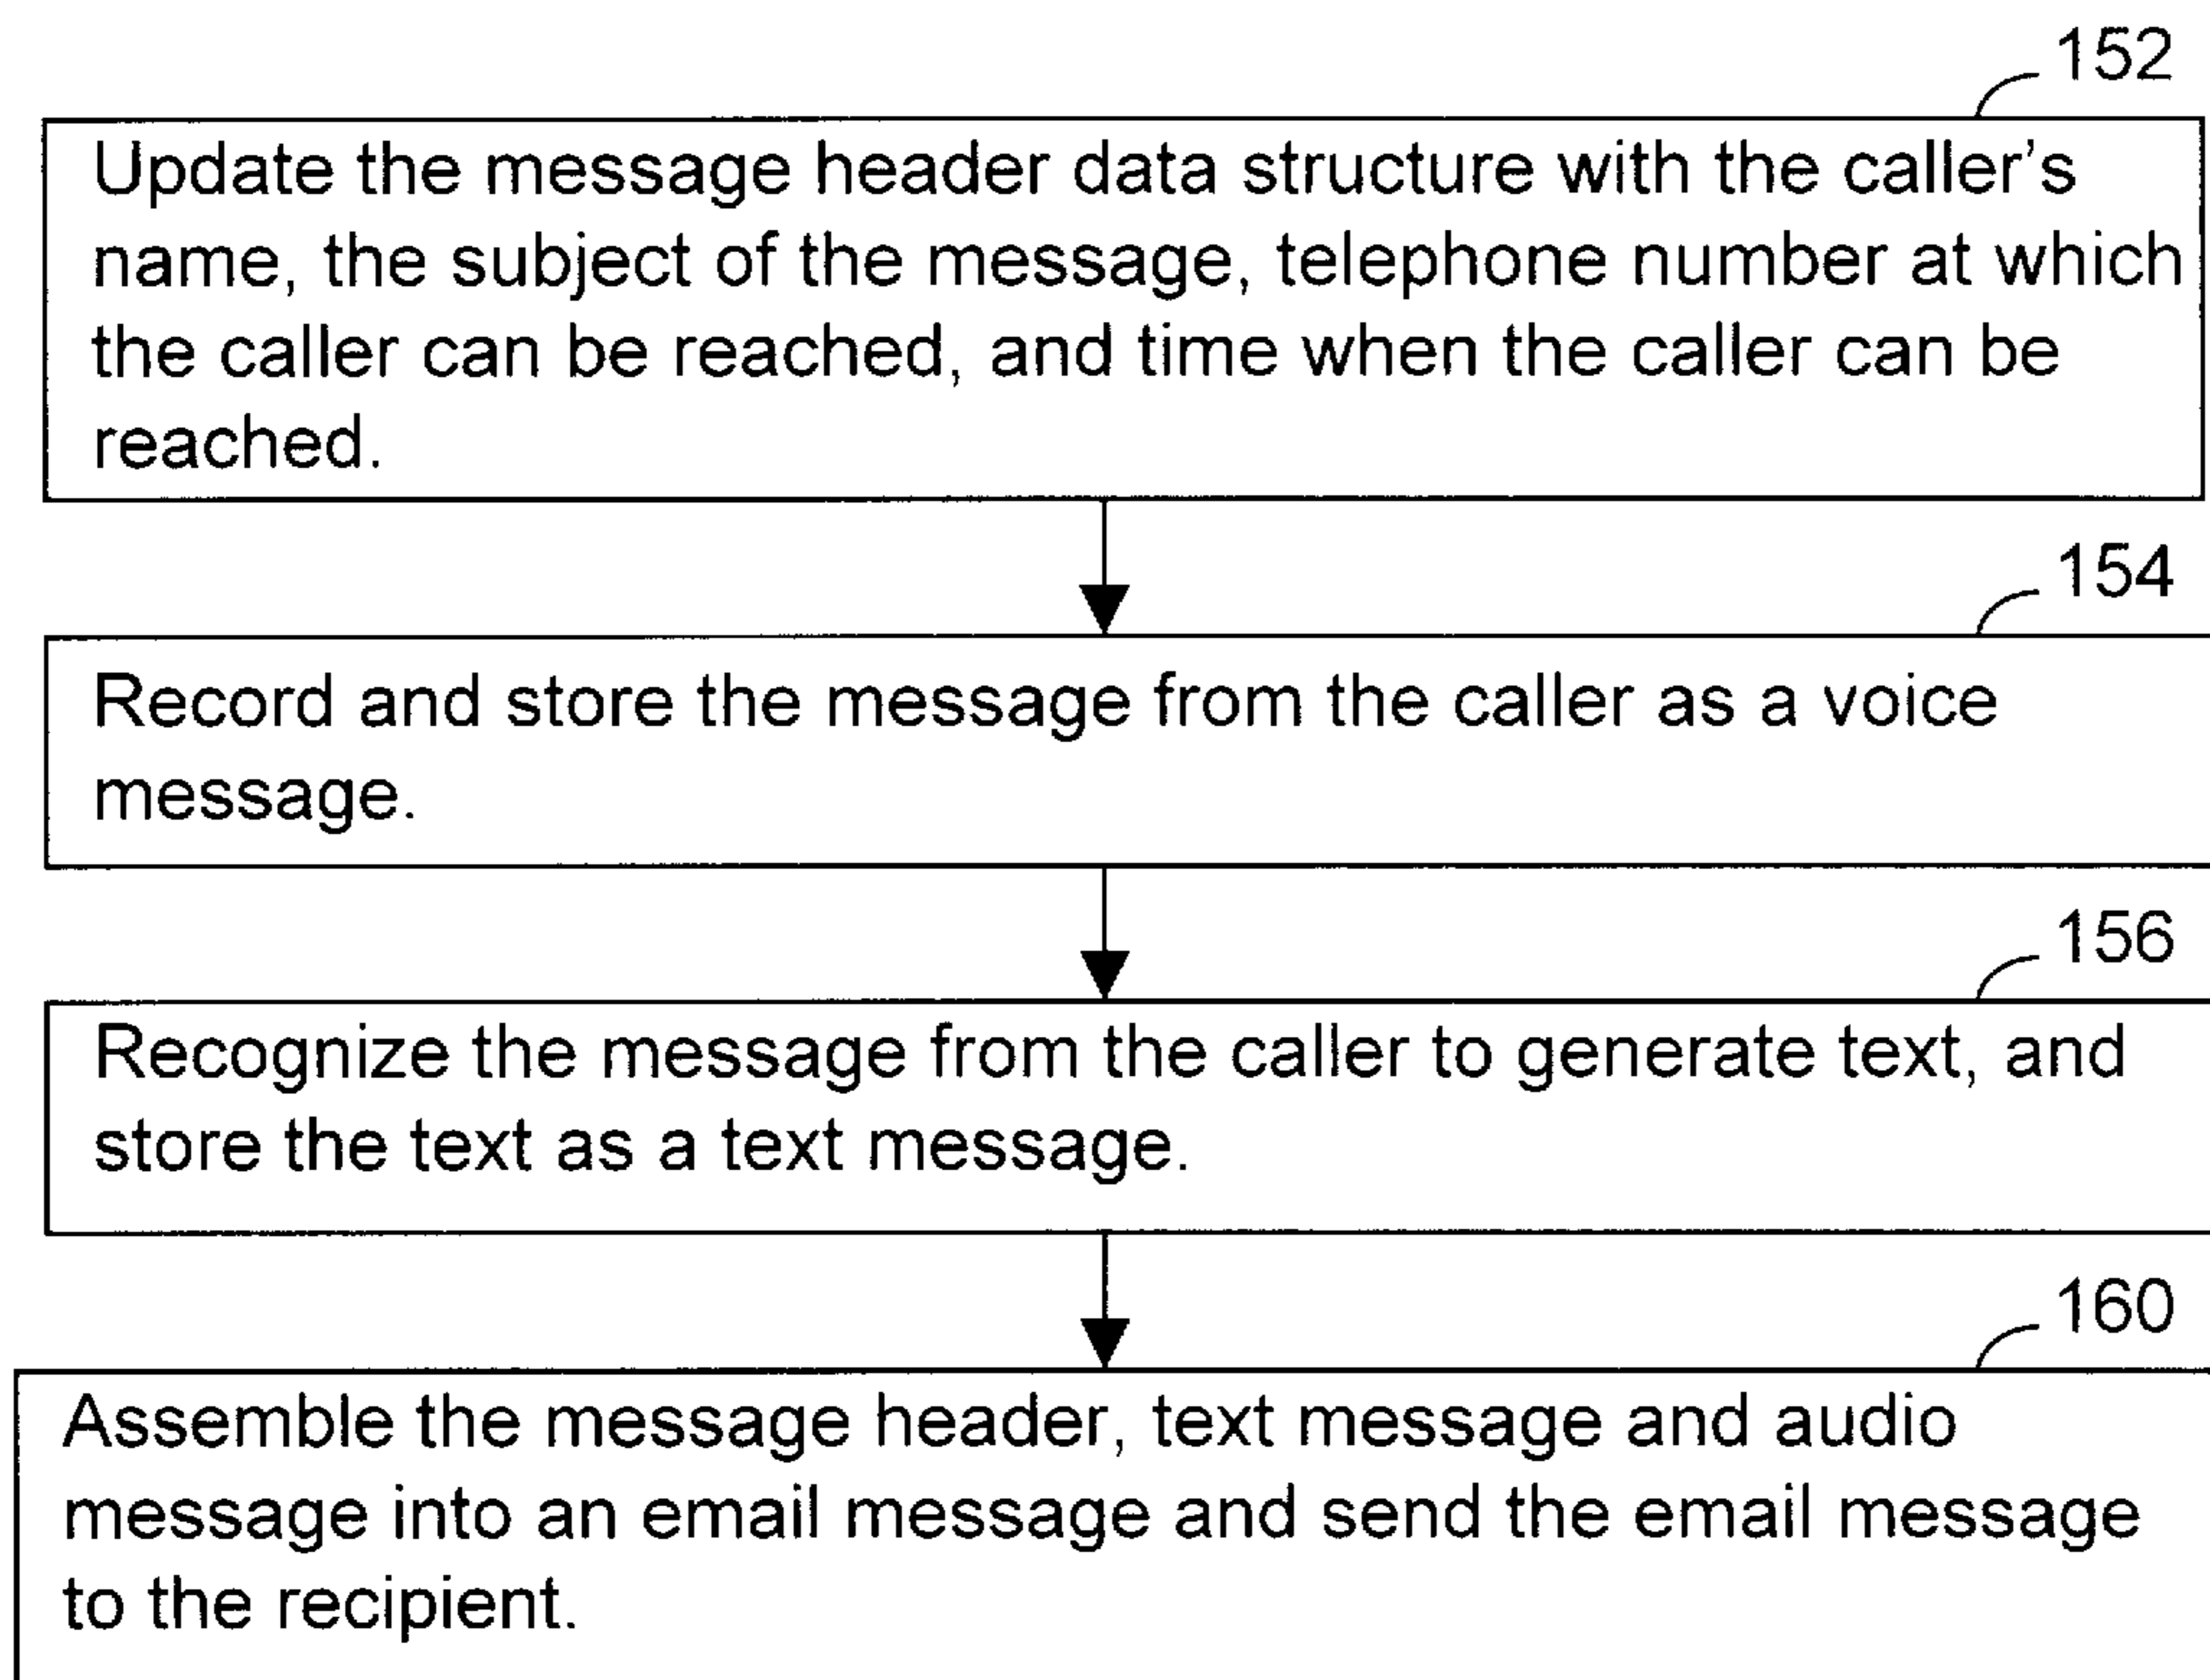 152
Update the message header data structure with the caller's
name, the subject of the message, telephone number at which
the caller can be reached, and time when the caller can be
reached.
154
Record and store the message from the caller as a voice
message.
156
Recognize the message from the caller to generate text, and
store the text as a text message.
160
Assemble the message header, text message and audio
message into an email message and send the email message
to the recipient.